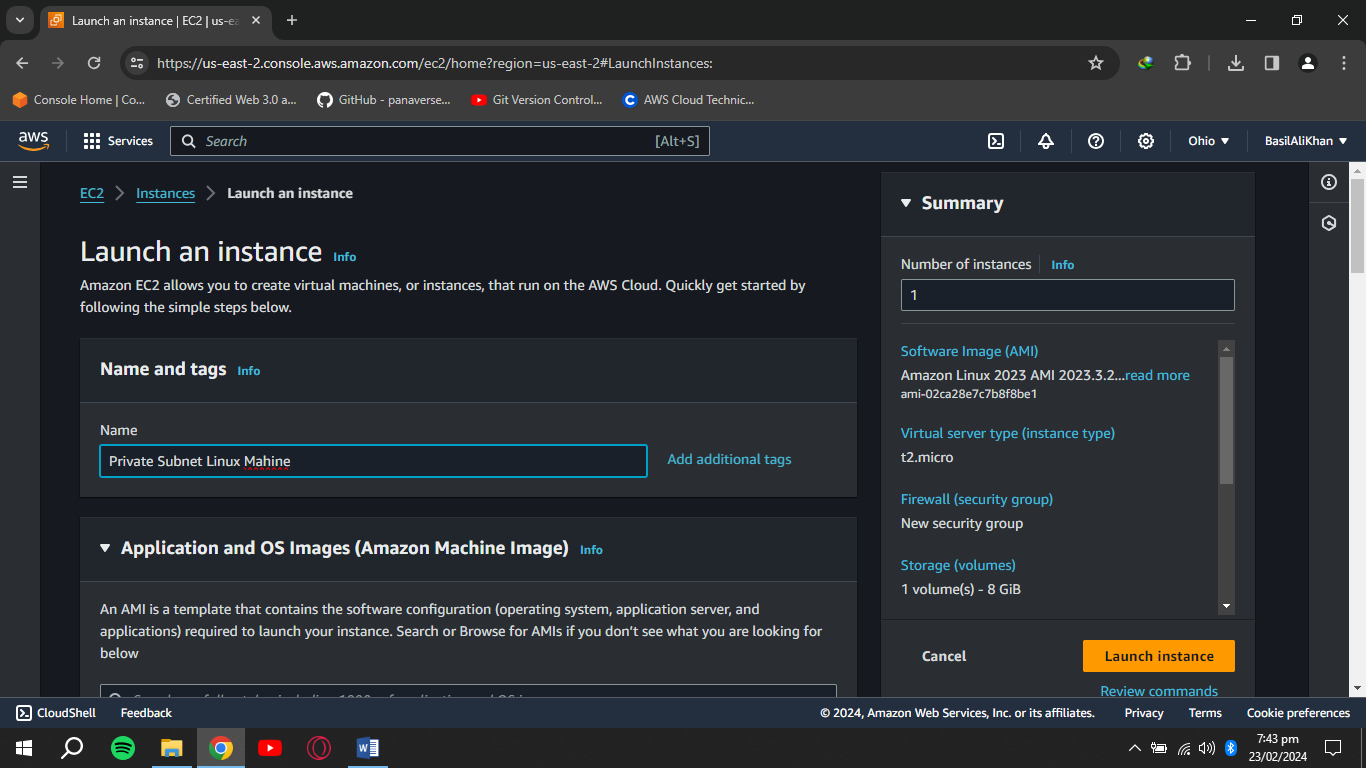 Launch an instance | EC2 | us-ea
https://us-east-2.console.aws.amazon.com/ec2/home?region=us-east-2#LaunchInstances:
Console Home | Co...
Certified Web 3.0 a...
GitHub - panaverse...
Git Version Control...
AWS Cloud Technic...
aws
Services
Search
[Alt+S]
Ohio
BasilAliKhan
EC2
Instances
Launch an instance
Launch an instance Info
Amazon EC2 allows you to create virtual machines, or instances, that run on the AWS Cloud. Quickly get started by
following the simple steps below.
Name and tags Info
Name
Private Subnet Linux Mahine
Add additional tags
Application and OS Images (Amazon Machine Image) Info
An AMI is a template that contains the software configuration (operating system, application server, and
applications) required to launch your instance. Search or Browse for AMIs if you don’t see what you are looking for
below
Summary
Number of instances Info
1
Software Image (AMI)
Amazon Linux 2023 AMI 2023.3.2...read more
ami-02ca28e7c7b8f8be1
Virtual server type (instance type)
t2.micro
Firewall (security group)
New security group
Storage (volumes)
1 volume(s) - 8 GiB
Cancel
Launch instance
Review commands
CloudShell
Feedback
© 2024, Amazon Web Services, Inc. or its affiliates.
Privacy
Terms
Cookie preferences
7:43 pm
23/02/2024